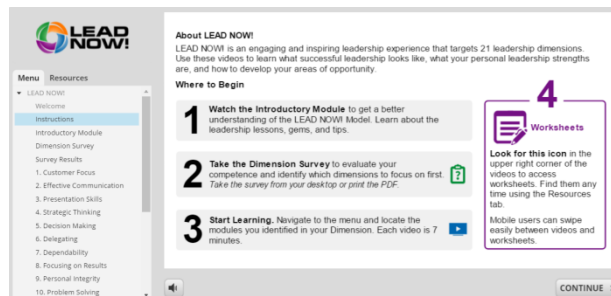 LEAD
NOW!
Menu Resources
LEAD NOW!
Welcome
Instructions
Introductory Module
Dimension Survey
Survey Results
1. Customer Focus
2. Effective Communication
3. Presentation Skills
4. Strategic Thinking
5. Decision Making
6. Delegating
7. Dependability
8. Focusing on Results
9. Personal Integrity
10. Problem Solving
About LEAD NOW!
LEAD NOW! is an engaging and inspiring leadership experience that targets 21 leadership dimensions.
Use these videos to learn what successful leadership looks like, what your personal leadership strengths
are, and how to develop your areas of opportunity.
Where to Begin
1
Watch the Introductory Module to get a better
understanding of the LEAD NOW! Model. Learn about the
leadership lessons, gems, and tips.
2
Take the Dimension Survey to evaluate your
competence and identify which dimensions to focus on first.
Take the survey from your desktop or print the PDF.
?
3
Start Learning. Navigate to the menu and locate the
modules you identified in your Dimension. Each video is 7
minutes.
4
Worksheets
Look for this icon in the
upper right corner of the
videos to access
worksheets. Find them any
time using the Resources
tab.
Mobile users can swipe
easily between videos and
worksheets.
CONTINUE